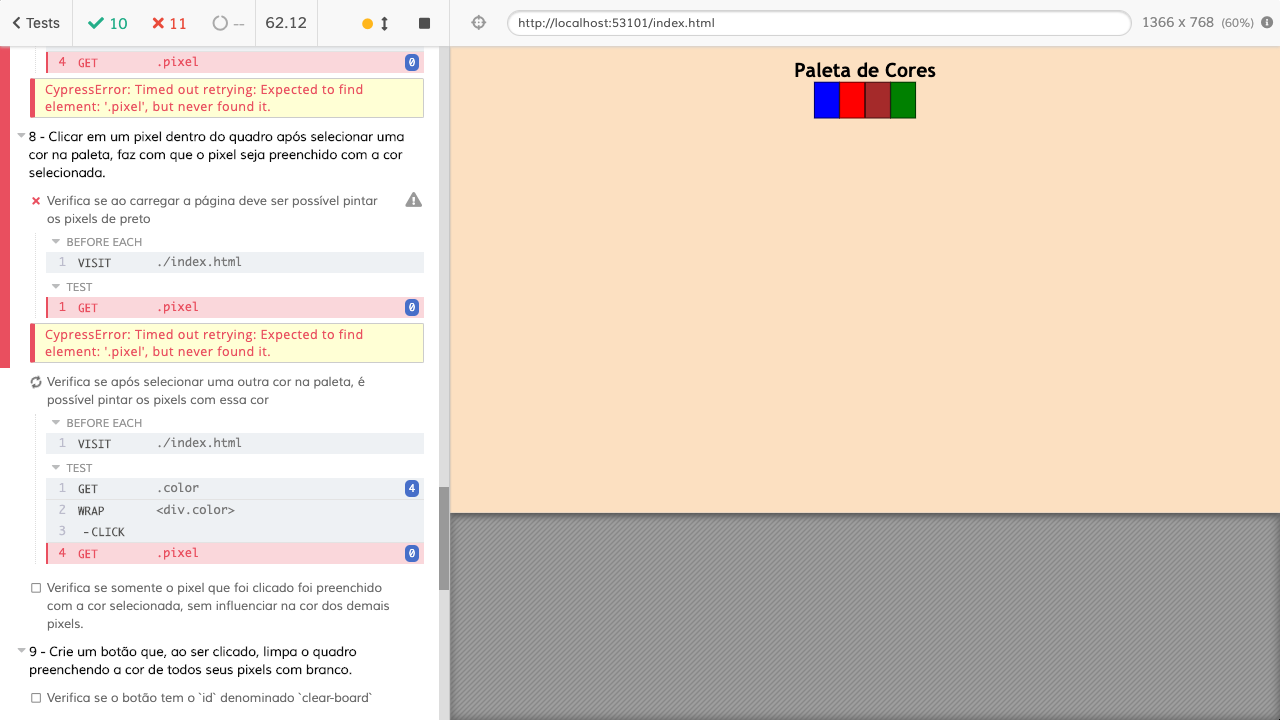 Tests
10
11
--
62.12
http://localhost:53101/index.html
1366 x 768 (60%)
4 GET .pixel 0
CypressError: Timed out retrying: Expected to find
element: '.pixel', but never found it.
8 - Clicar em um pixel dentro do quadro após selecionar uma
cor na paleta, faz com que o pixel seja preenchido com a cor
selecionada.
Verifica se ao carregar a página deve ser possível pintar
os pixels de preto
BEFORE EACH
1 VISIT ./index.html
TEST
1 GET .pixel 0
CypressError: Timed out retrying: Expected to find
element: '.pixel', but never found it.
Verifica se após selecionar uma outra cor na paleta, é
possível pintar os pixels com essa cor
BEFORE EACH
1 VISIT ./index.html
TEST
1 GET .color 4
2 WRAP <div.color>
3 - CLICK
4 GET .pixel 0
Verifica se somente o pixel que foi clicado foi preenchido
com a cor selecionada, sem influenciar na cor dos demais
pixels.
9 - Crie um botão que, ao ser clicado, limpa o quadro
preenchendo a cor de todos seus pixels com branco.
Verifica se o botão tem o `id` denominado `clear-board`
Paleta de Cores